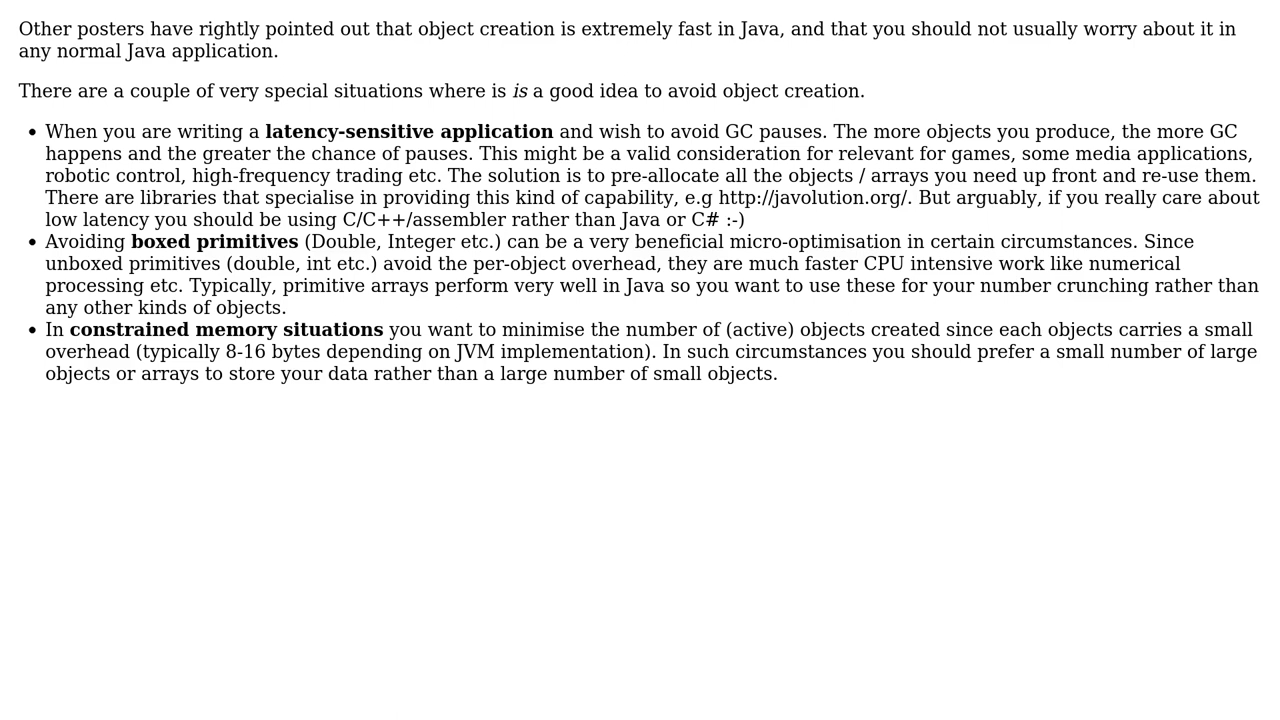 Other posters have rightly pointed out that object creation is extremely fast in Java, and that you should not usually worry about it in
any normal Java application.
There are a couple of very special situations where is is a good idea to avoid object creation.
• When you are writing a latency-sensitive application and wish to avoid GC pauses. The more objects you produce, the more GC
happens and the greater the chance of pauses. This might be a valid consideration for relevant for games, some media applications,
robotic control, high-frequency trading etc. The solution is to pre-allocate all the objects / arrays you need up front and re-use them.
There are libraries that specialise in providing this kind of capability, e.g http://javolution.org/. But arguably, if you really care about
low latency you should be using C/C++/assembler rather than Java or C# :-)
• Avoiding boxed primitives (Double, Integer etc.) can be a very beneficial micro-optimisation in certain circumstances. Since
unboxed primitives (double, int etc.) avoid the per-object overhead, they are much faster CPU intensive work like numerical
processing etc. Typically, primitive arrays perform very well in Java so you want to use these for your number crunching rather than
any other kinds of objects.
• In constrained memory situations you want to minimise the number of (active) objects created since each objects carries a small
overhead (typically 8-16 bytes depending on JVM implementation). In such circumstances you should prefer a small number of large
objects or arrays to store your data rather than a large number of small objects.